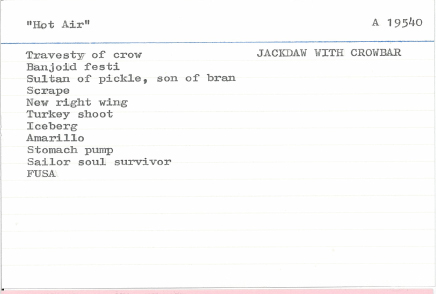 "Hot Air" A 19540
Travesty of crow JACKDAW WITH CROWBAR
Banjoid festi
Sultan of pickle, son of bran
Scrape
New right wing
Turkey shoot
Iceberg
Amarillo
Stomach pump
Sailor soul survivor
FUSA